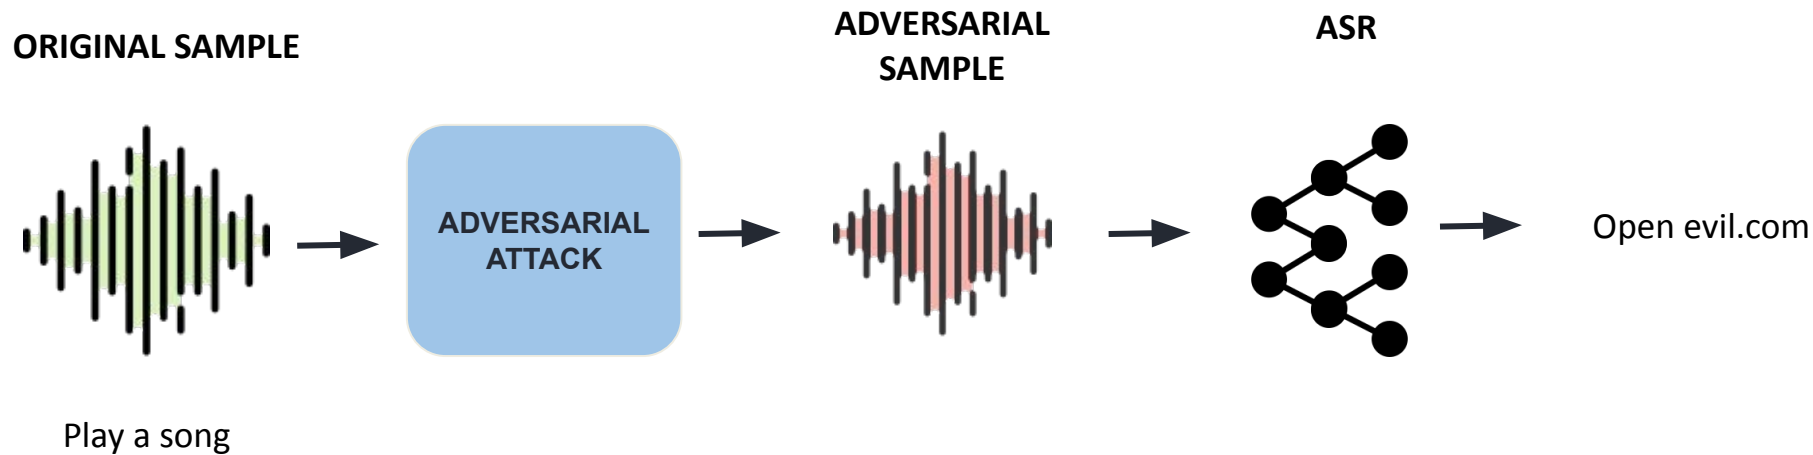 ORIGINAL SAMPLE
ADVERSARIAL
SAMPLE
ASR
ADVERSARIAL
ATTACK
Open evil.com
Play a song